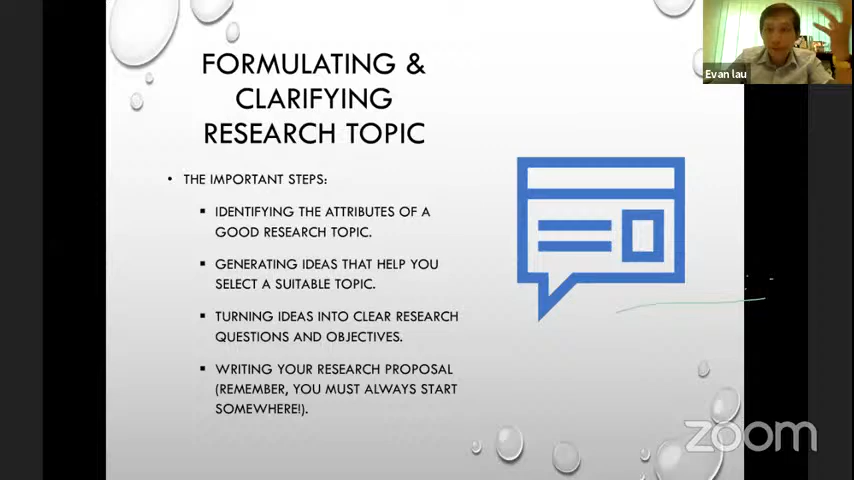 FORMULATING &
CLARIFYING
RESEARCH TOPIC
• THE IMPORTANT STEPS:
▪ IDENTIFYING THE ATTRIBUTES OF A
GOOD RESEARCH TOPIC.
▪ GENERATING IDEAS THAT HELP YOU
SELECT A SUITABLE TOPIC.
▪ TURNING IDEAS INTO CLEAR RESEARCH
QUESTIONS AND OBJECTIVES.
▪ WRITING YOUR RESEARCH PROPOSAL
(REMEMBER, YOU MUST ALWAYS START
SOMEWHERE!).
Evan lau
zoom